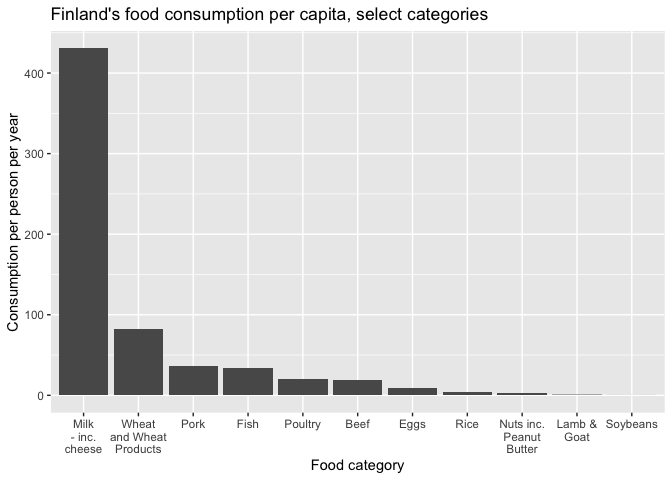 Finland's food consumption per capita, select categories
Consumption per person per year
400
300
200
100
0
Milk
- inc.
cheese
Wheat
and Wheat
Products
Pork
Fish
Poultry
Beef
Eggs
Rice
Nuts inc.
Peanut
Butter
Lamb &
Goat
Soybeans
Food category